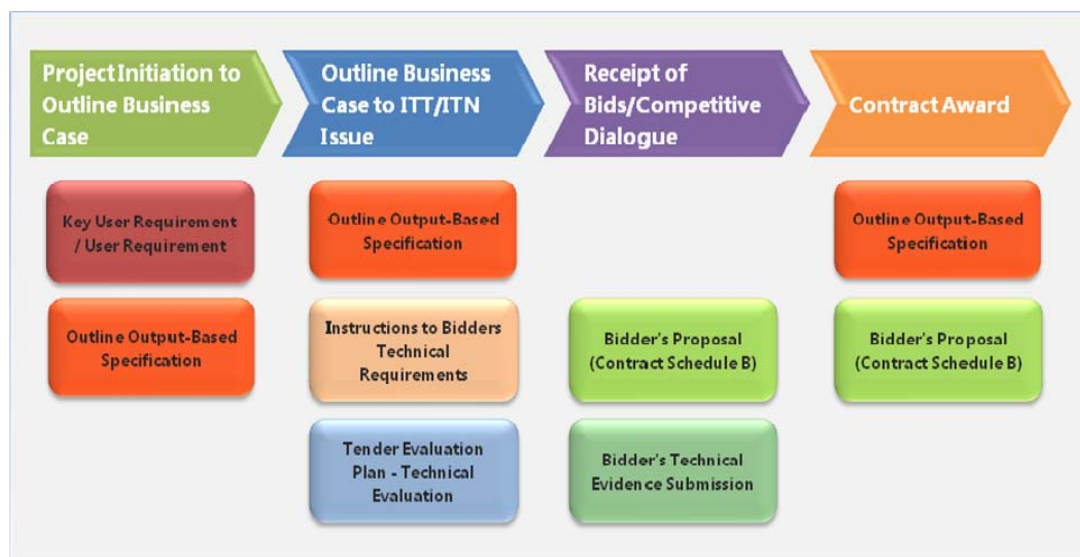 Project Initiation to
Outline Business
Case
Outline Business
Case to ITT/ITN
Issue
Receipt of
Bids/Competitive
Dialogue
Contract Award
Key User Requirement
/ User Requirement
Outline Output-Based
Specification
Outline Output-Based
Specification
Outline Output-Based
Specification
Instructions to Bidders
Technical
Requirements
Bidder's Proposal
(Contract Schedule B)
Bidder's Proposal
(Contract Schedule B)
Tender Evaluation
Plan - Technical
Evaluation
Bidder's Technical
Evidence Submission